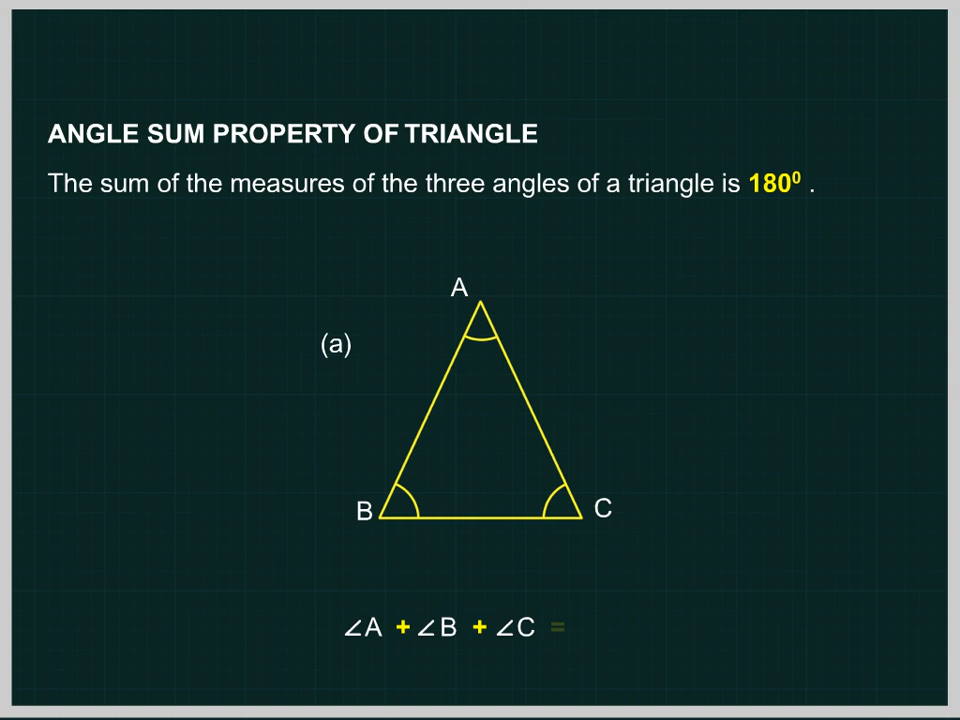 ANGLE SUM PROPERTY OF TRIANGLE
The sum of the measures of the three angles of a triangle is 180⁰ .
A
(a)
B
C
∠A + ∠B + ∠C =